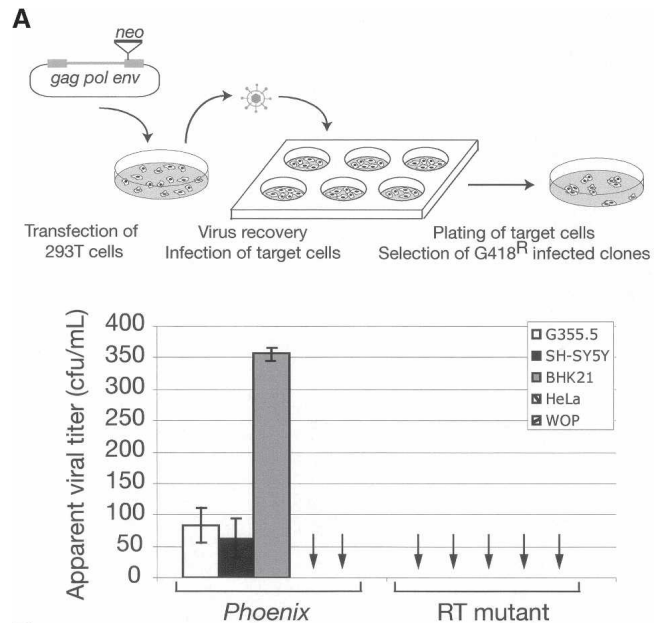 A
neo
gag pol env
Transfection of
293T cells
Virus recovery
Infection of target cells
Plating of target cells
Selection of G418R infected clones
Apparent viral titer (cfu/mL)
400
350
300
250
200
150
100
50
0
G355.5
SH-SY5Y
BHK21
HeLa
WOP
Phoenix
RT mutant